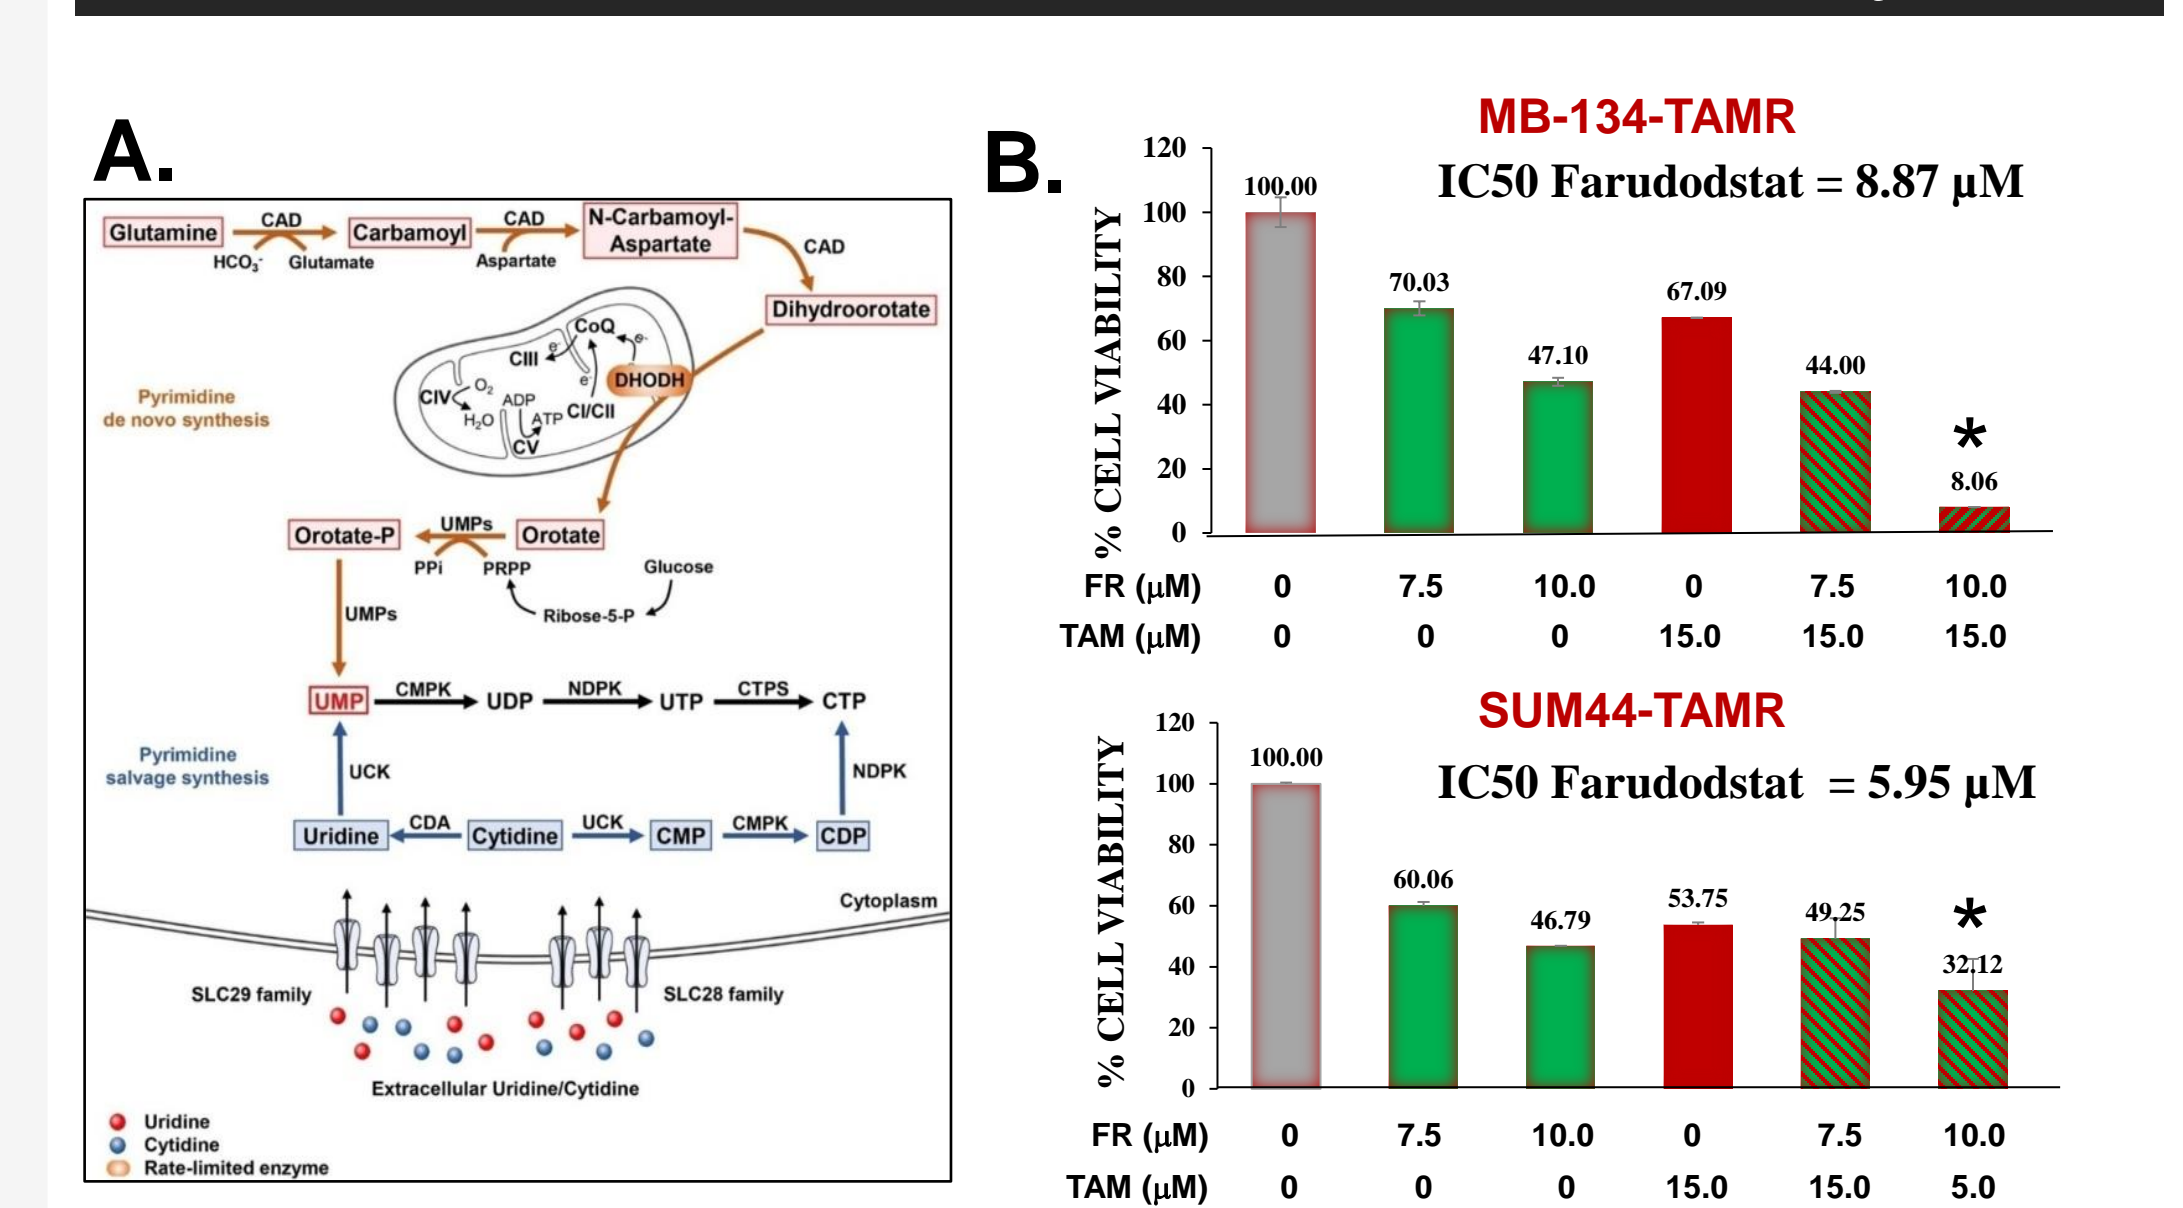 A.
Glutamine
CAD
Carbamoyl
CAD
N-Carbamoyl-
Aspartate
CAD
HCO₃⁻
Glutamate
Aspartate
Dihydroorotate
CoQ
e⁻
e⁻
CIII
e⁻
DHODH
CIV
O₂
H₂O
ADP
ATP
CI/CII
CV
Pyrimidine
de novo synthesis
Orotate-P
UMPs
Orotate
PPi
PRPP
Glucose
Ribose-5-P
UMPs
UMP
CMPK
UDP
NDPK
UTP
CTPS
CTP
Pyrimidine
salvage synthesis
UCK
NDPK
Uridine
CDA
Cytidine
UCK
CMP
CMPK
CDP
Cytoplasm
SLC29 family
SLC28 family
Extracellular Uridine/Cytidine
Uridine
Cytidine
Rate-limited enzyme
B.
MB-134-TAMR
IC50 Farudodstat = 8.87 µM
% CELL VIABILITY
120
100
80
60
40
20
0
100.00
70.03
47.10
67.09
44.00
*
8.06
FR (µM) 0 7.5 10.0 0 7.5 10.0
TAM (µM) 0 0 0 15.0 15.0 15.0
SUM44-TAMR
IC50 Farudodstat = 5.95 µM
% CELL VIABILITY
120
100
80
60
40
20
0
100.00
60.06
46.79
53.75
49.25
*
32.12
FR (µM) 0 7.5 10.0 0 7.5 10.0
TAM (µM) 0 0 0 15.0 15.0 5.0